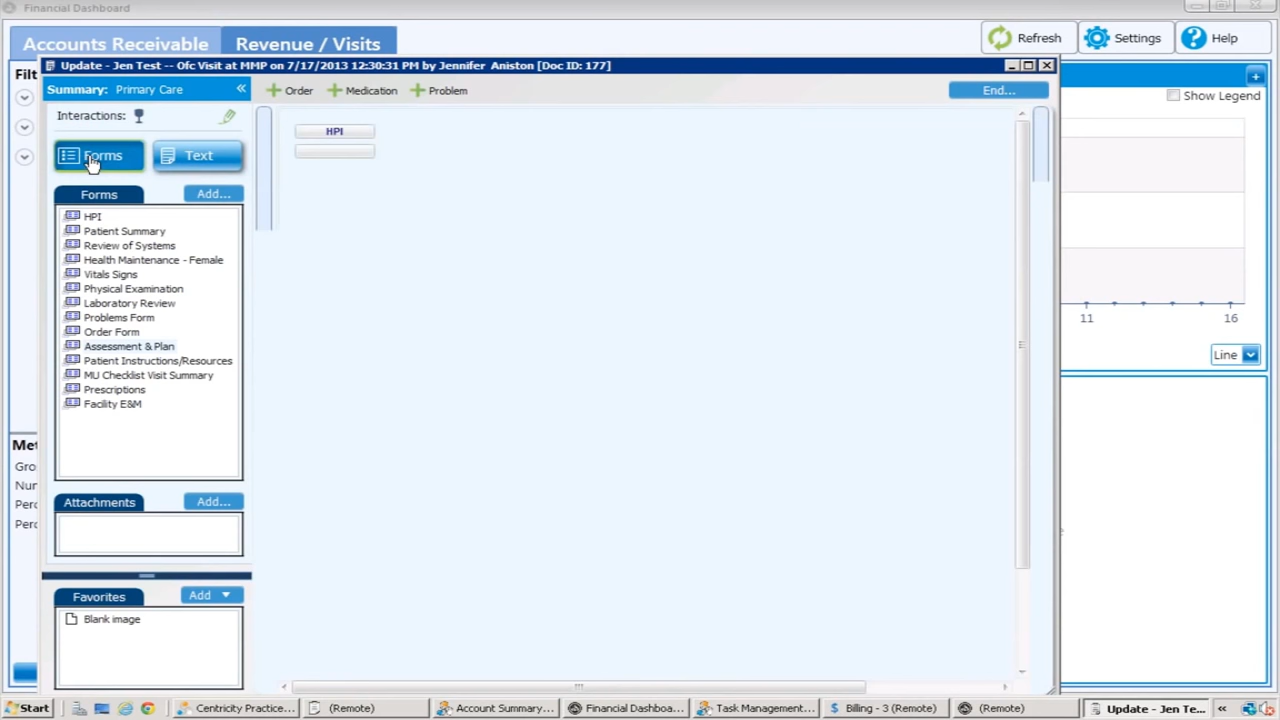 Financial Dashboard
Accounts Receivable
Revenue / Visits
Refresh
Settings
Help
Filt
Show Legend
11
16
Line
Met
Gro
Nur
Perc
Perc
Update - Jen Test -- Ofc Visit at MMP on 7/17/2013 12:30:31 PM by Jennifer Aniston [Doc ID: 177]
Summary: Primary Care
«
Order
Medication
Problem
End...
Interactions:
Forms
Text
HPI
Forms
Add...
HPI
Patient Summary
Review of Systems
Health Maintenance - Female
Vitals Signs
Physical Examination
Laboratory Review
Problems Form
Order Form
Assessment & Plan
Patient Instructions/Resources
MU Checklist Visit Summary
Prescriptions
Facility E&M
Attachments
Add...
Favorites
Add
Blank image
Start
Centricity Practice...
(Remote)
Account Summary...
Financial Dashboa...
Task Management...
Billing - 3 (Remote)
(Remote)
Update - Jen Te...
«